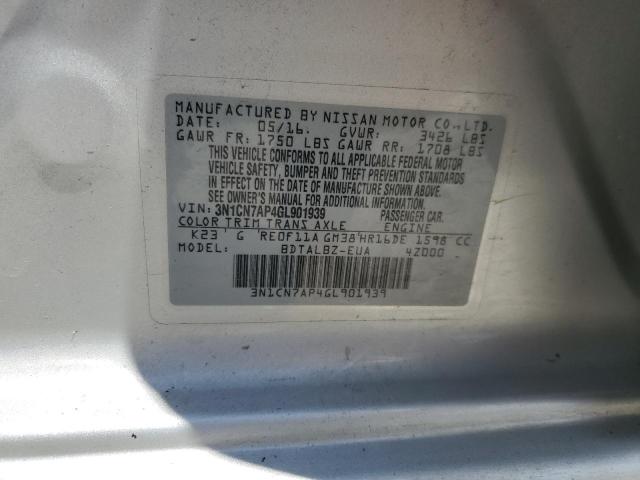 MANUFACTURED BY NISSAN MOTOR CO.,LTD.
DATE: 05/16. GVWR: 3426 LBS
GAWR FR: 1750 LBS GAWR RR: 1708 LBS
THIS VEHICLE CONFORMS TO ALL APPLICABLE FEDERAL MOTOR
VEHICLE SAFETY, BUMPER AND THEFT PREVENTION STANDARDS
IN EFFECT ON THE DATE OF MANUFACTURE SHOWN ABOVE.
SEE OWNER'S MANUAL FOR MORE INFORMATION.
VIN: 3N1CN7AP4GL901939 PASSENGER CAR.
COLOR TRIM TRANS AXLE ENGINE
K23 G RE0F11A GM38 HR16DE 1598 CC
MODEL: BDTALBZ-EUA 4Z000
3N1CN7AP4GL901939